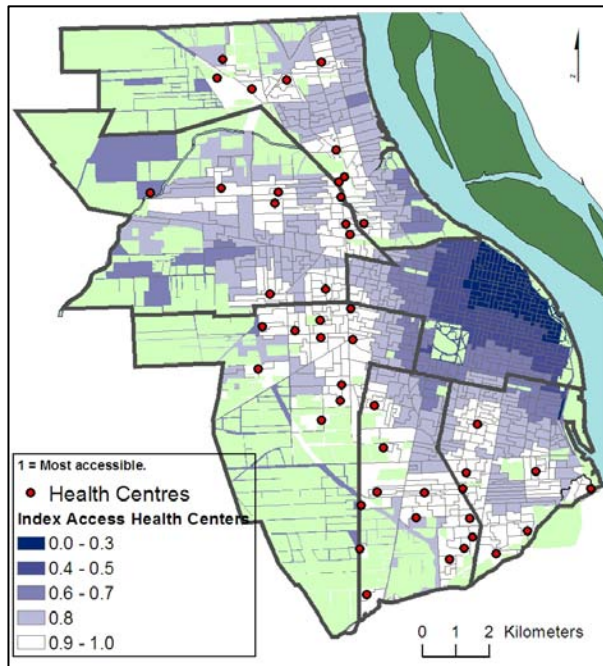 z
1 = Most accessible.
Health Centres
Index Access Health Centers
0.0 - 0.3
0.4 - 0.5
0.6 - 0.7
0.8
0.9 - 1.0
0 1 2 Kilometers